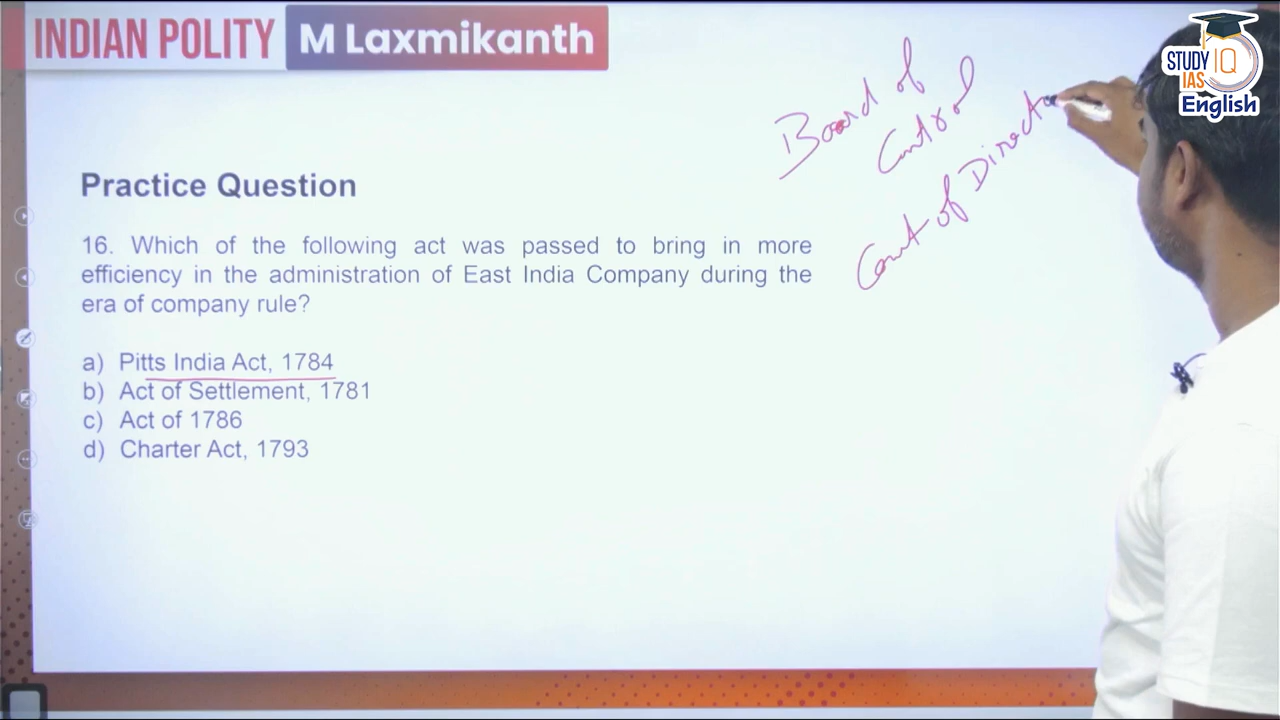 INDIAN POLITY M Laxmikanth
STUDY IQ
IAS
English
Board of
Control
Court of Directo
Practice Question
16. Which of the following act was passed to bring in more
efficiency in the administration of East India Company during the
era of company rule?
a) Pitts India Act, 1784
b) Act of Settlement, 1781
c) Act of 1786
d) Charter Act, 1793